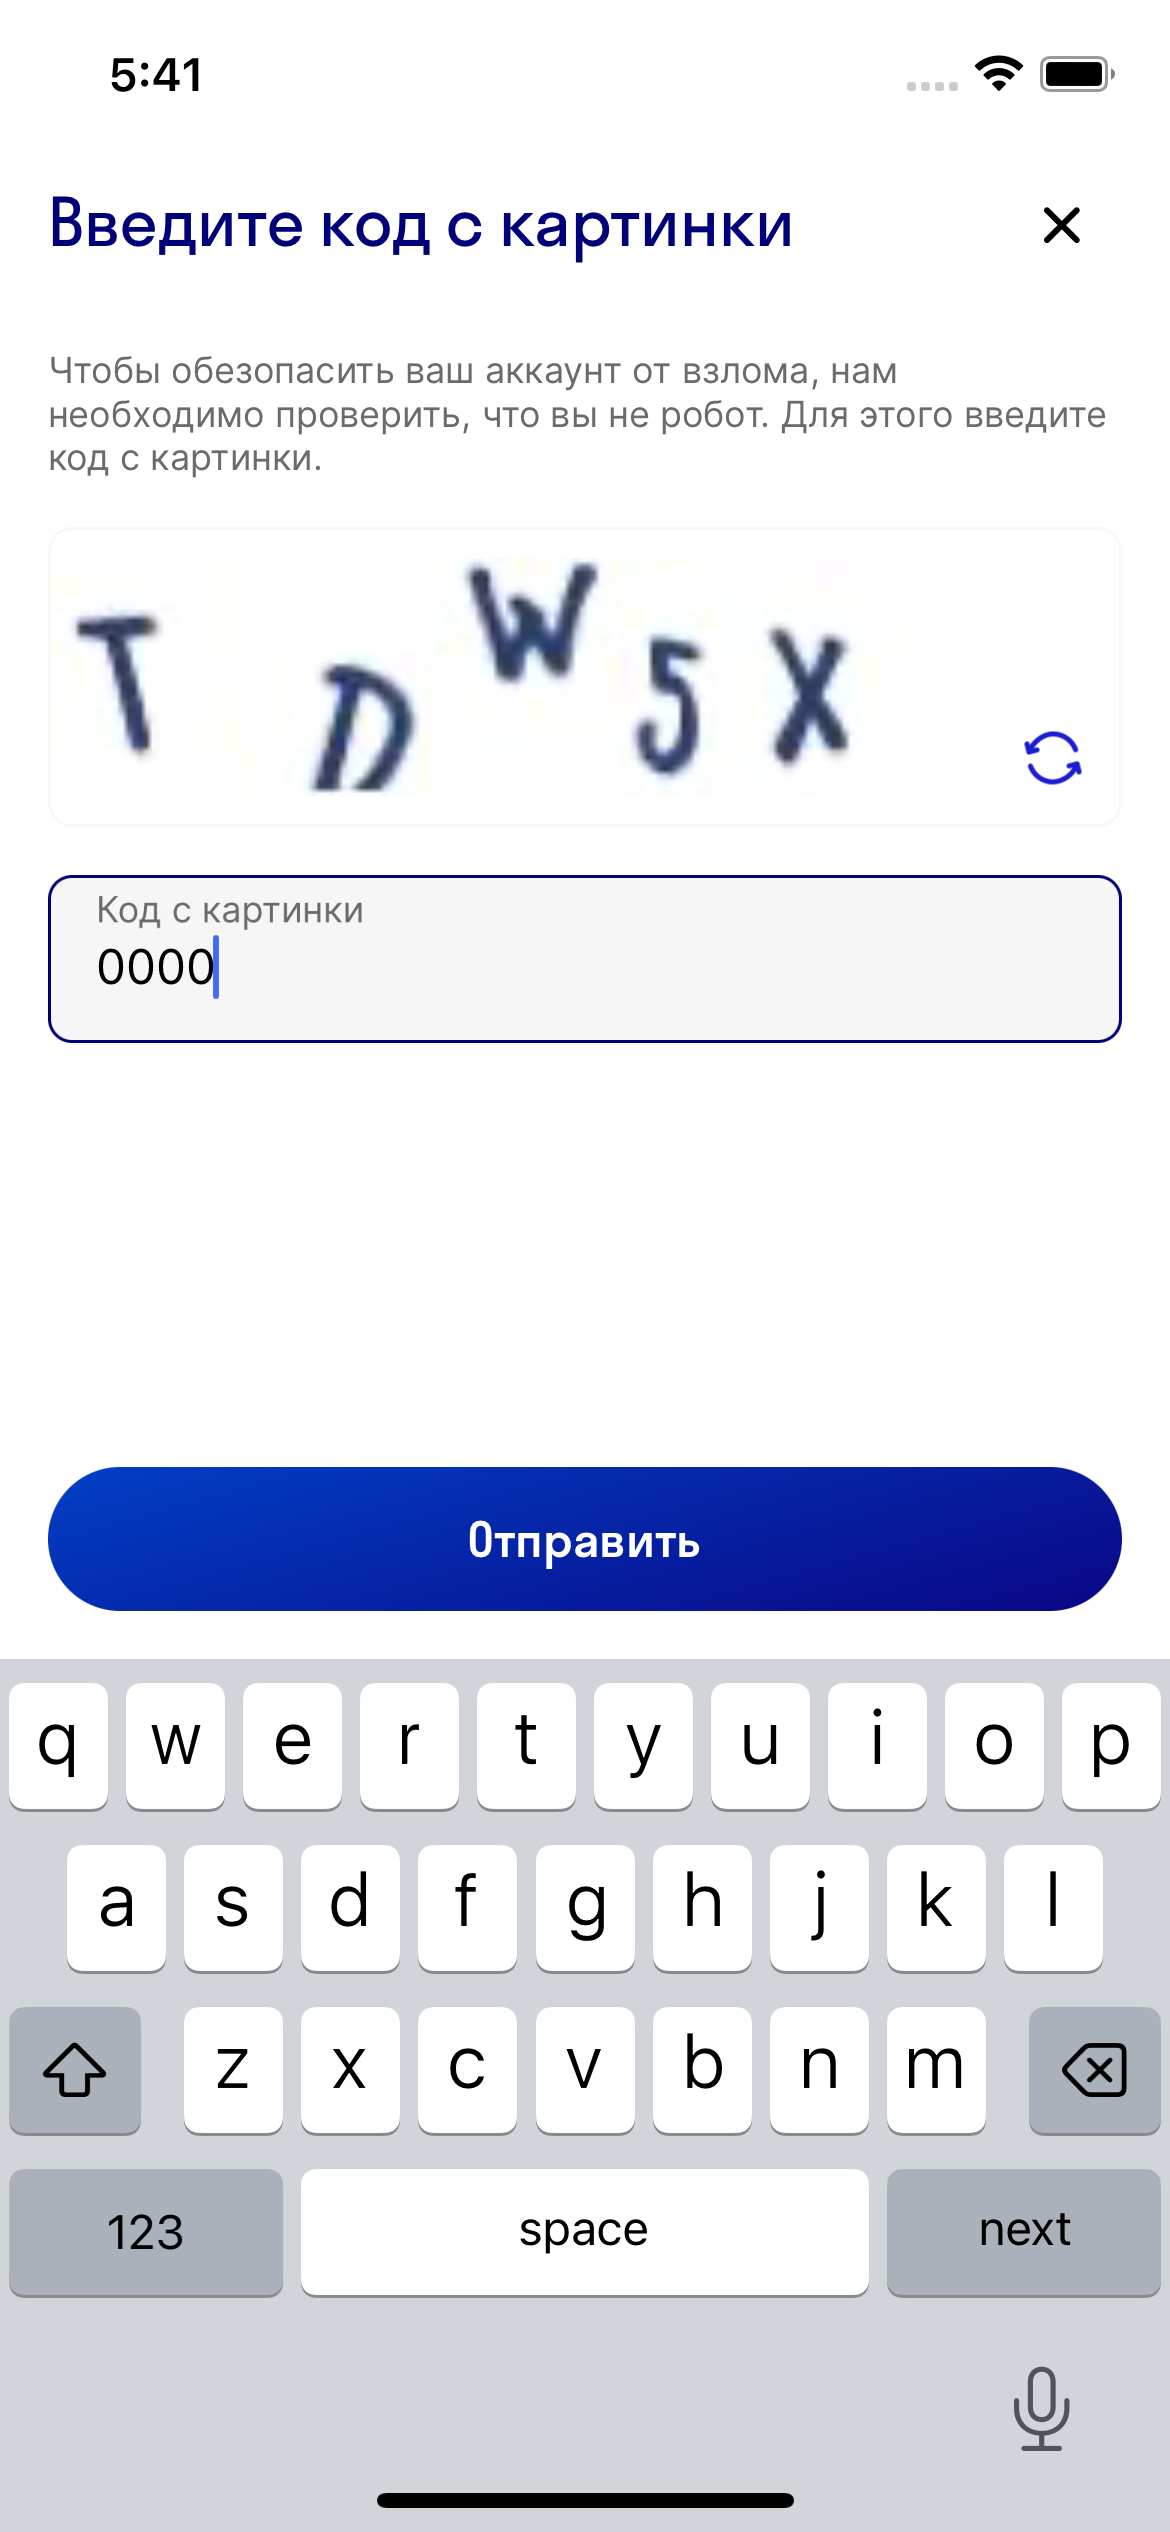 5:41
Введите код с картинки
Чтобы обезопасить ваш аккаунт от взлома, нам
необходимо проверить, что вы не робот. Для этого введите
код с картинки.
T D W 5 X
Код с картинки
0000
Отправить
q w e r t y u i o p
a s d f g h j k l
z x c v b n m
123 space next